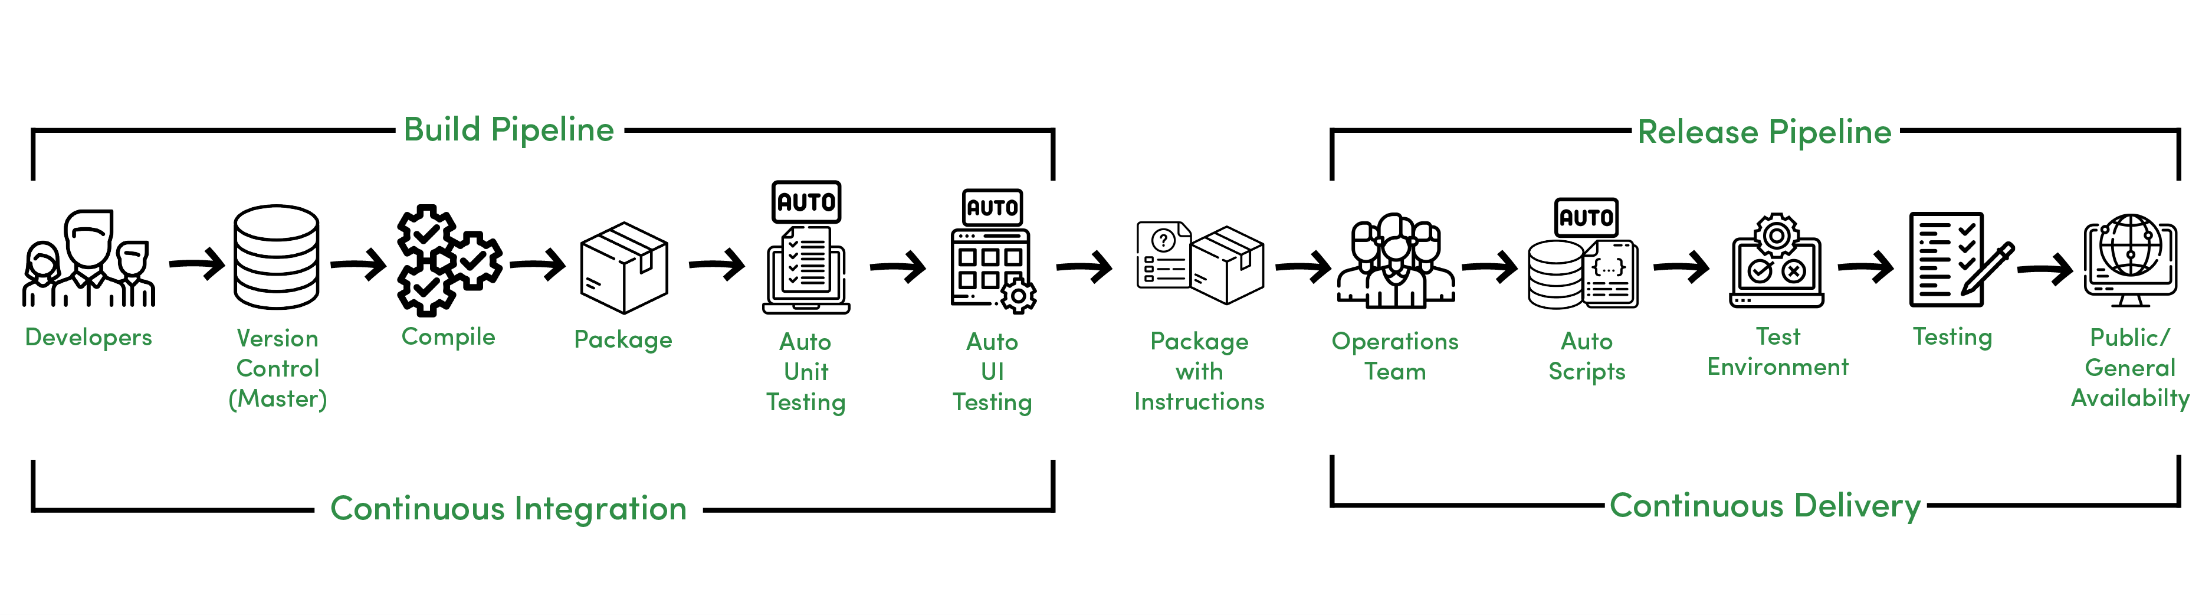 Build Pipeline
Release Pipeline
AUTO
AUTO
AUTO
?
{...}
Developers
Version
Control
(Master)
Compile
Package
Auto
Unit
Testing
Auto
UI
Testing
Package
with
Instructions
Operations
Team
Auto
Scripts
Test
Environment
Testing
Public/
General
Availabilty
Continuous Integration
Continuous Delivery